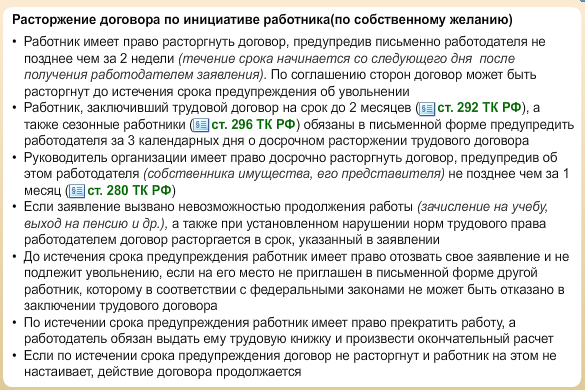 Расторжение договора по инициативе работника(по собственному желанию)
• Работник имеет право расторгнуть договор, предупредив письменно работодателя не
позднее чем за 2 недели (течение срока начинается со следующего дня после
получения работодателем заявления). По соглашению сторон договор может быть
расторгнут до истечения срока предупреждения об увольнении
• Работник, заключивший трудовой договор на срок до 2 месяцев (ст. 292 ТК РФ), а
также сезонные работники (ст. 296 ТК РФ) обязаны в письменной форме предупредить
работодателя за 3 календарных дня о досрочном расторжении трудового договора
• Руководитель организации имеет право досрочно расторгнуть договор, предупредив об
этом работодателя (собственника имущества, его представителя) не позднее чем за 1
месяц (ст. 280 ТК РФ)
• Если заявление вызвано невозможностью продолжения работы (зачисление на учебу,
выход на пенсию и др.), а также при установленном нарушении норм трудового права
работодателем договор расторгается в срок, указанный в заявлении
• До истечения срока предупреждения работник имеет право отозвать свое заявление и не
подлежит увольнению, если на его место не приглашен в письменной форме другой
работник, которому в соответствии с федеральными законами не может быть отказано в
заключении трудового договора
• По истечении срока предупреждения работник имеет право прекратить работу, а
работодатель обязан выдать ему трудовую книжку и произвести окончательный расчет
• Если по истечении срока предупреждения договор не расторгнут и работник на этом не
настаивает, действие договора продолжается